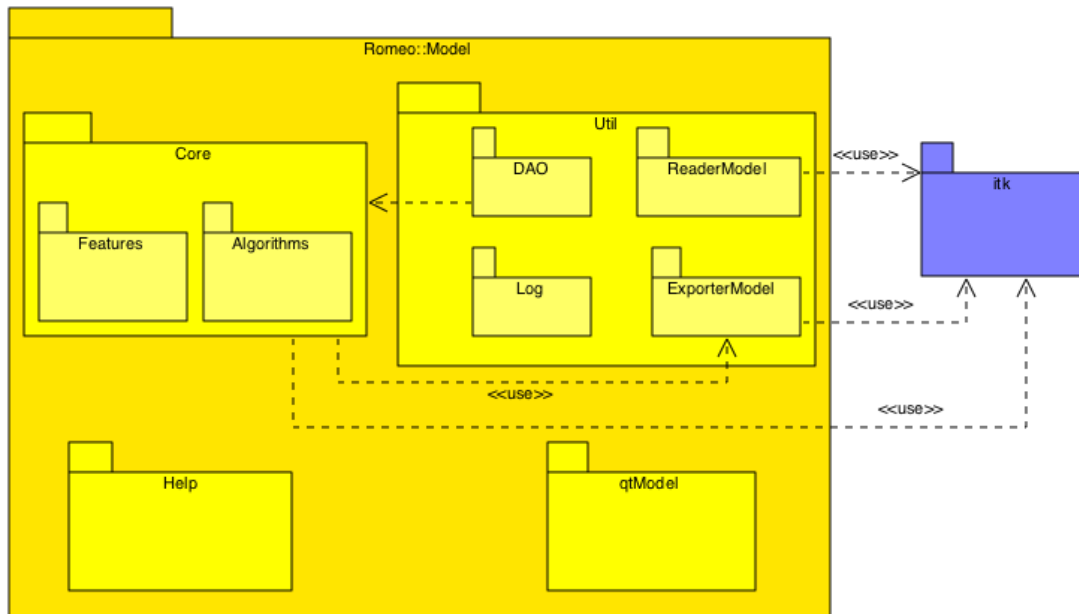 Romeo::Model
Util
Core
DAO
ReaderModel
<<use>>
itk
Features
Algorithms
Log
ExporterModel
<<use>>
<<use>>
<<use>>
Help
qtModel